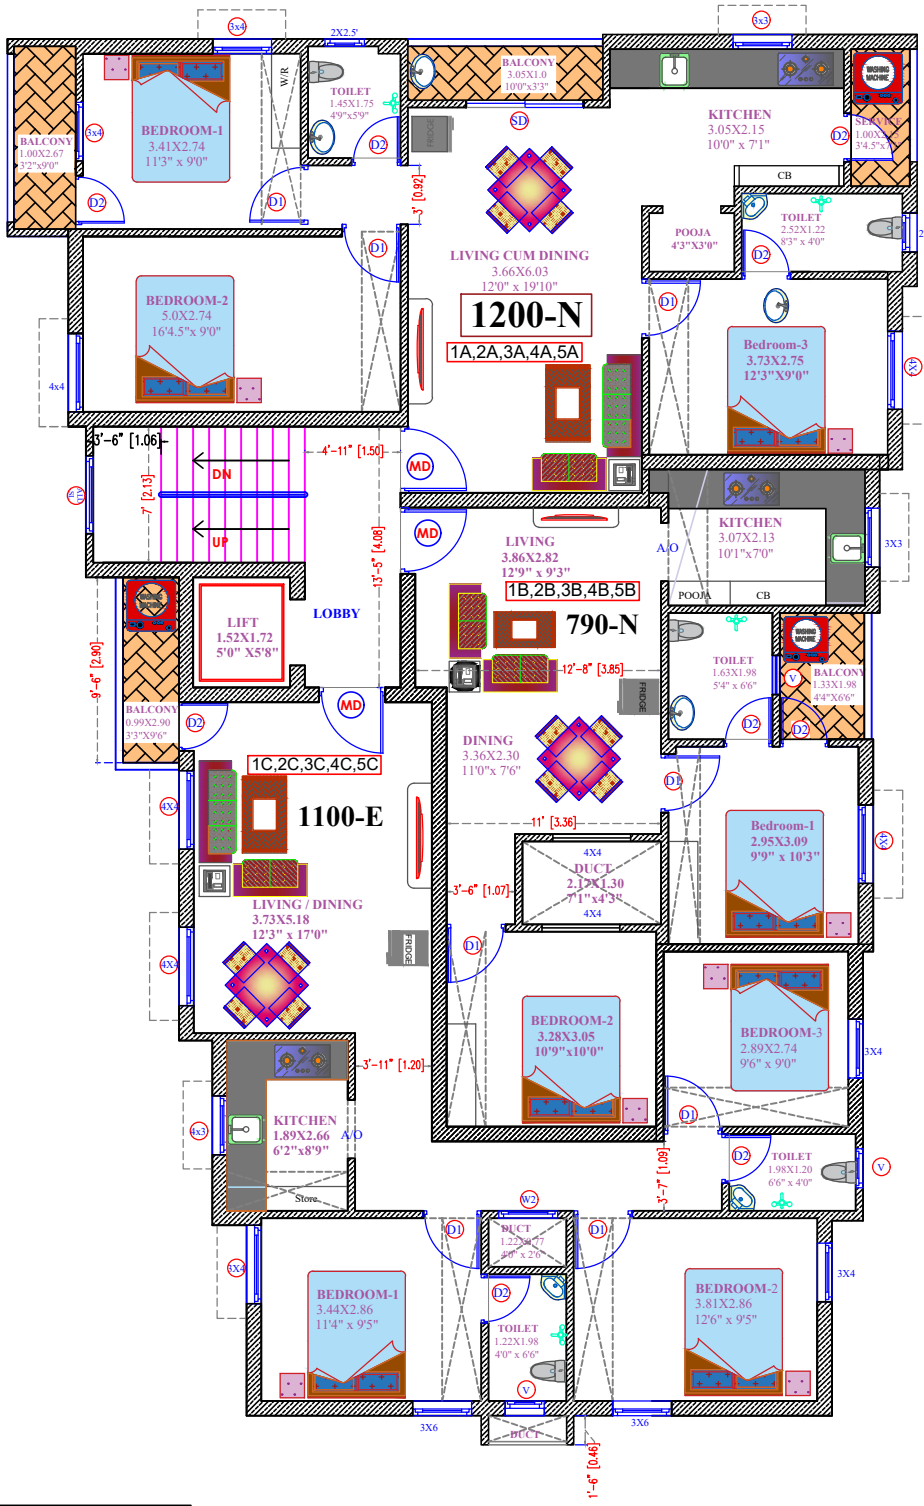 3x4
2X2.5'
3x3
W/R
TOILET
1.45X1.75
4'9"x5'9"
BALCONY
3.05X1.0
10'0"x3'3"
WASHING
MACHINE
BEDROOM-1
3.41X2.74
11'3" x 9'0"
3x4
BALCONY
1.00X2.67
3'2"x9'0"
D2
D2
D1
FRIDGE
SD
KITCHEN
3.05X2.15
10'0" x 7'1"
D2
SERVICE
CB
3' [0.92]
D1
TOILET
2.52X1.22
8'3" x 4'0"
D2
POOJA
4'3"X3'0"
LIVING CUM DINING
3.66X6.03
12'0" x 19'10"
BEDROOM-2
5.0X2.74
16'4.5"x 9'0"
D1
1200-N
1A,2A,3A,4A,5A
Bedroom-3
3.73X2.75
12'3"X9'0"
4X4
4x4
3'-6" [1.06]
4'-11" [1.50]
DN
MD
7' [2.13]
UP
13'-5" [4.08]
MD
LIVING
3.86X2.82
12'9" x 9'3"
1B,2B,3B,4B,5B
790-N
KITCHEN
3.07X2.13
10'1"x7'0"
A/O
3X3
POOJA
CB
WASHING
MACHINE
LIFT
1.52X1.72
5'0" X5'8"
LOBBY
9'-6" [2.90]
BALCONY
0.99X2.90
3'3"X9'6"
D2
MD
12'-8" [3.85]
FRIDGE
TOILET
1.63X1.98
5'4" x 6'6"
WASHING
MACHINE
V
BALCONY
1.33X1.98
4'4"X6'6"
D2
D2
DINING
3.36X2.30
11'0"x 7'6"
D1
1C,2C,3C,4C,5C
4X4
1100-E
11' [3.36]
Bedroom-1
2.95X3.09
9'9" x 10'3"
4X4
4X4
DUCT
2.17X1.30
7'1"x4'3"
4X4
3'-6" [1.07]
LIVING / DINING
3.73X5.18
12'3" x 17'0"
FRIDGE
D1
4X4
BEDROOM-2
3.28X3.05
10'9"x10'0"
BEDROOM-3
2.89X2.74
9'6" x 9'0"
3X4
3'-11" [1.20]
KITCHEN
1.89X2.66
6'2"x8'9"
A/O
4x3
D1
3'-7" [1.09]
D2
TOILET
1.98X1.20
6'6" x 4'0"
V
Store
W2
D1
DUCT
1.22X0.77
4'0" x 2'6"
D1
3X4
BEDROOM-1
3.44X2.86
11'4" x 9'5"
D2
TOILET
1.22X1.98
4'0" x 6'6"
BEDROOM-2
3.81X2.86
12'6" x 9'5"
3X4
V
3X6
DUCT
3X6
1'-6" [0.46]